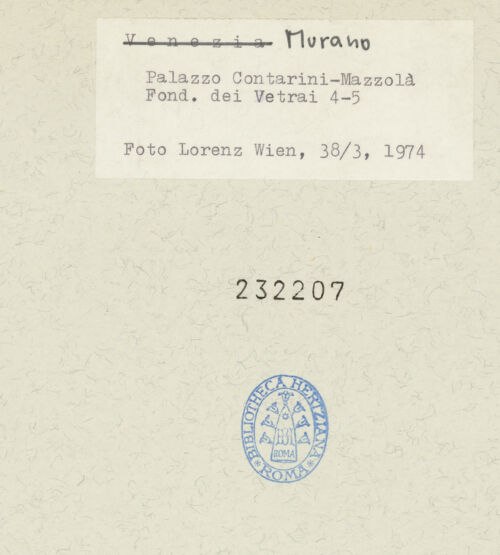 Venezia Murano
Palazzo Contarini-Mazzolà
Fond. dei Vetrai 4-5
Foto Lorenz Wien, 38/3, 1974
232207
BIBLIOTHECA HERTZIANA
ROMA
ROMA